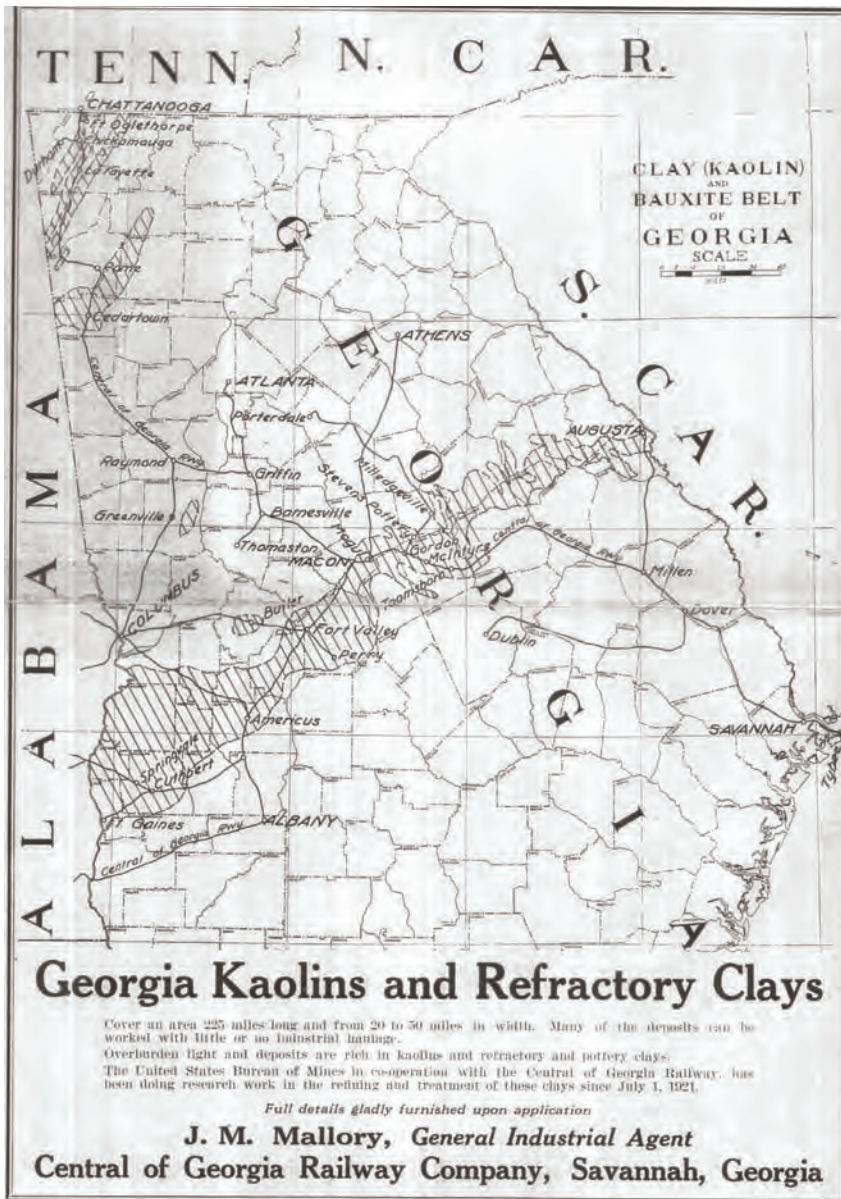 TENN.
N. CAR.
CHATTANOOGA
Ft Oglethorpe
Chickamauga
Durham
LaFayette
CLAY (KAOLIN)
AND
BAUXITE BELT
OF
GEORGIA
SCALE
MILES
Rome
Cedartown
S. CAR.
GEORGIA
ALABAMA
ATHENS
ATLANTA
Porterdale
Central of Georgia Rwy
AUGUSTA
Raymond
Griffin
Milledgeville
Stevens Pottery
Greenville
Barnesville
Thomaston
MACON
Gordon
McIntyre
Toomsboro
Central of Georgia Rwy
Millen
COLUMBUS
Butler
Fort Valley
Perry
Dublin
Dover
Americus
SAVANNAH
Springvale
Cuthbert
Ft Gaines
ALBANY
Central of Georgia Rwy
Georgia Kaolins and Refractory Clays
Cover an area 225 miles long and from 20 to 50 miles in width. Many of the deposits can be
worked with little or no industrial haulage.
Overburden light and deposits are rich in kaolins and refractory and pottery clays.
The United States Bureau of Mines in co-operation with the Central of Georgia Railway, has
been doing research work in the refining and treatment of these clays since July 1, 1921.
Full details gladly furnished upon application
J. M. Mallory, General Industrial Agent
Central of Georgia Railway Company, Savannah, Georgia